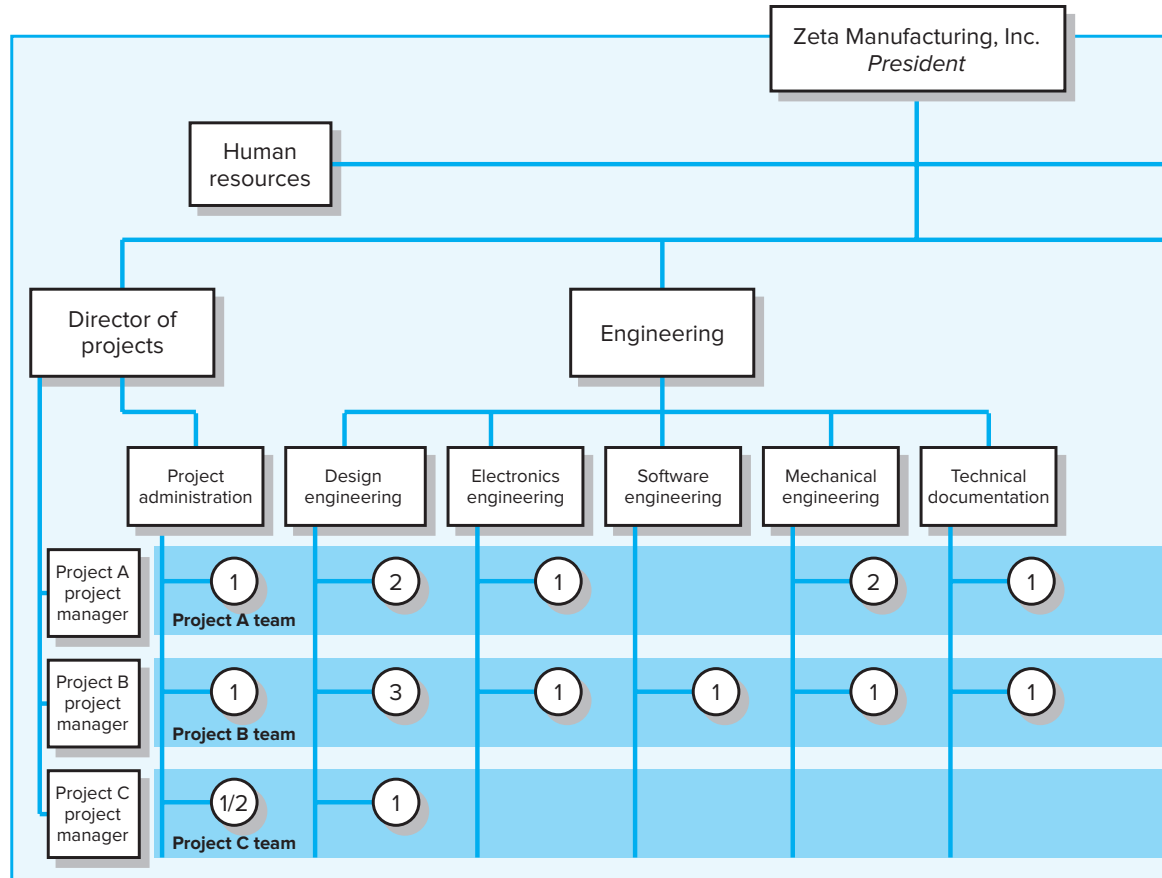 Zeta Manufacturing, Inc.
President
Human
resources
Director of
projects
Engineering
Project
administration
Design
engineering
Electronics
engineering
Software
engineering
Mechanical
engineering
Technical
documentation
Project A
project
manager
1
2
1
2
1
Project A team
Project B
project
manager
1
3
1
1
1
1
Project B team
Project C
project
manager
1/2
1
Project C team